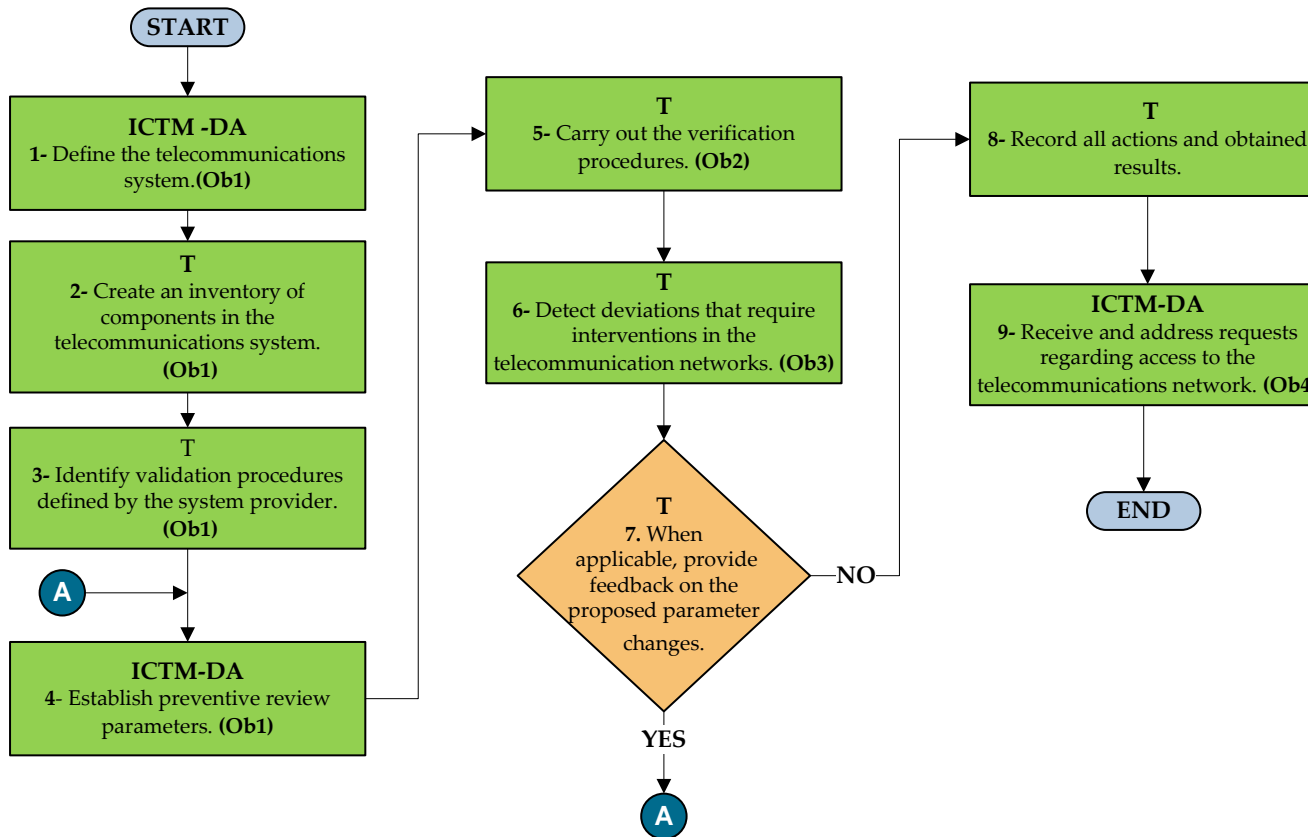 START
ICTM -DA
1- Define the telecommunications
system.(Ob1)
T
2- Create an inventory of
components in the
telecommunications system.
(Ob1)
T
3- Identify validation procedures
defined by the system provider.
(Ob1)
A
ICTM-DA
4- Establish preventive review
parameters. (Ob1)
T
5- Carry out the verification
procedures. (Ob2)
T
6- Detect deviations that require
interventions in the
telecommunication networks. (Ob3)
T
7. When
applicable, provide
feedback on the
proposed parameter
changes.
NO
YES
A
T
8- Record all actions and obtained
results.
ICTM-DA
9- Receive and address requests
regarding access to the
telecommunications network. (Ob4
END